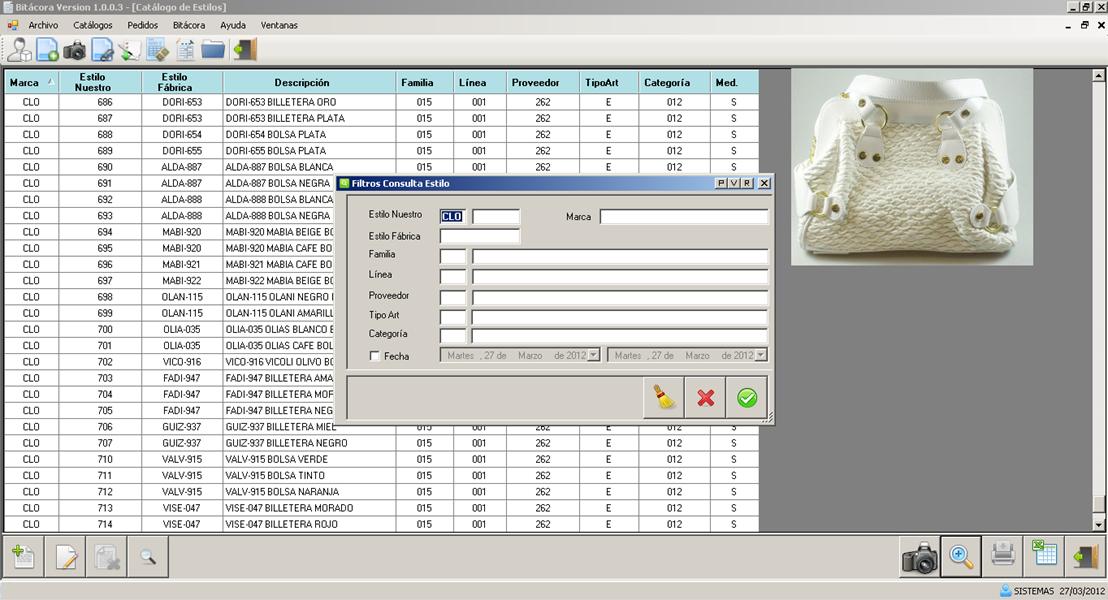 Bitácora Version 1.0.0.3 - [Catálogo de Estilos]
Archivo Catálogos Pedidos Bitácora Ayuda Ventanas
Marca Estilo Nuestro Estilo Fábrica Descripción Familia Línea Proveedor TipoArt Categoría Med.
CLO 686 DORI-653 DORI-653 BILLETERA ORO 015 001 262 E 012 S
CLO 687 DORI-653 DORI-653 BILLETERA PLATA 015 001 262 E 012 S
CLO 688 DORI-654 DORI-654 BOLSA PLATA 015 001 262 E 012 S
CLO 689 DORI-655 DORI-655 BOLSA PLATA 015 001 262 E 012 S
CLO 690 ALDA-887 ALDA-887 BOLSA BLANCA 015 001 262 E 012 S
CLO 691 ALDA-887 ALDA-887 BOLSA NEGRA
CLO 692 ALDA-888 ALDA-888 BOLSA BLANCA
CLO 693 ALDA-888 ALDA-888 BOLSA NEGRA
CLO 694 MABI-920 MABI-920 MABIA BEIGE BO
CLO 695 MABI-920 MABI-920 MABIA CAFE BO
CLO 696 MABI-921 MABI-921 MABIA CAFE BO
CLO 697 MABI-922 MABI-922 MABIA BEIGE BO
CLO 698 OLAN-115 OLAN-115 OLANI NEGRO
CLO 699 OLAN-115 OLAN-115 OLANI AMARILL
CLO 700 OLIA-035 OLIA-035 OLIAS BLANCO
CLO 701 OLIA-035 OLIA-035 OLIAS CAFE BOL
CLO 702 VICO-916 VICO-916 VICOLI OLIVO BO
CLO 703 FADI-947 FADI-947 BILLETERA AMA
CLO 704 FADI-947 FADI-947 BILLETERA MOR
CLO 705 FADI-947 FADI-947 BILLETERA NEG
CLO 706 GUIZ-937 GUIZ-937 BILLETERA MIEL 015 001 262 E 012 S
CLO 707 GUIZ-937 GUIZ-937 BILLETERA NEGRO 015 001 262 E 012 S
CLO 710 VALV-915 VALV-915 BOLSA VERDE 015 001 262 E 012 S
CLO 711 VALV-915 VALV-915 BOLSA TINTO 015 001 262 E 012 S
CLO 712 VALV-915 VALV-915 BOLSA NARANJA 015 001 262 E 012 S
CLO 713 VISE-047 VISE-047 BILLETERA MORADO 015 001 262 E 012 S
CLO 714 VISE-047 VISE-047 BILLETERA ROJO 015 001 262 E 012 S
Filtros Consulta Estilo P V R
Estilo Nuestro CLO Marca
Estilo Fábrica
Familia
Línea
Proveedor
Tipo Art
Categoría
Fecha Martes , 27 de Marzo de 2012 Martes , 27 de Marzo de 2012
SISTEMAS 27/03/2012